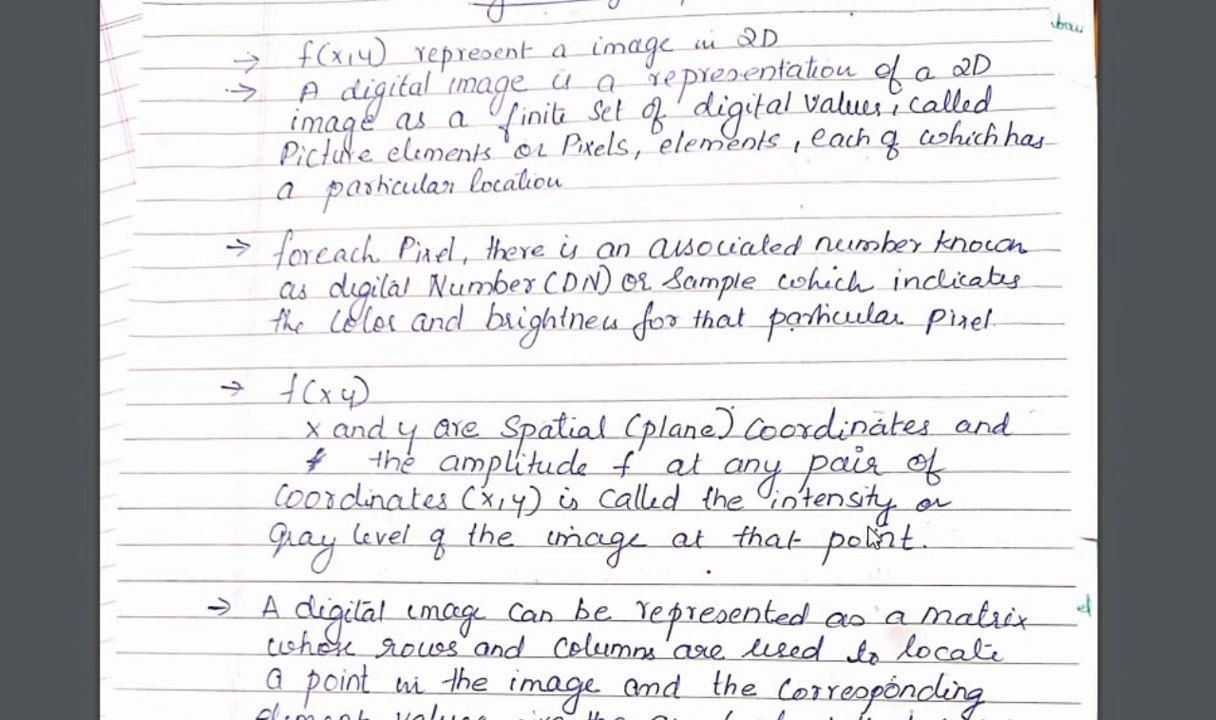 → f(x,y) represent a image in 2D
→ A digital image is a representation of a 2D
image as a finite set of digital values, called
Picture elements or Pixels, elements, each of which has
a particular location
→ foreach Pixel, there is an associated number known
as digital Number (DN) or Sample which indicates
the Color and brightness for that particular Pixel.
→ f(x y)
x and y are Spatial (plane) Coordinates and
the amplitude f at any pair of
Coordinates (x,y) is called the intensity or
gray level of the image at that point.
→ A digital image can be represented as a matrix
whose rows and columns are used to locate
a point in the image and the corresponding
element values